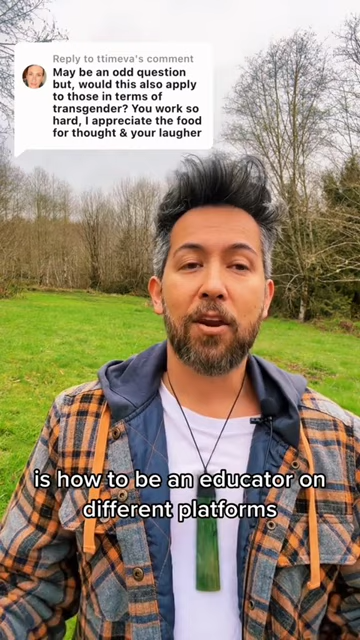 Reply to ttimeva's comment
May be an odd question
but, would this also apply
to those in terms of
transgender? You work so
hard, I appreciate the food
for thought & your laugher
is how to be an educator on
different platforms